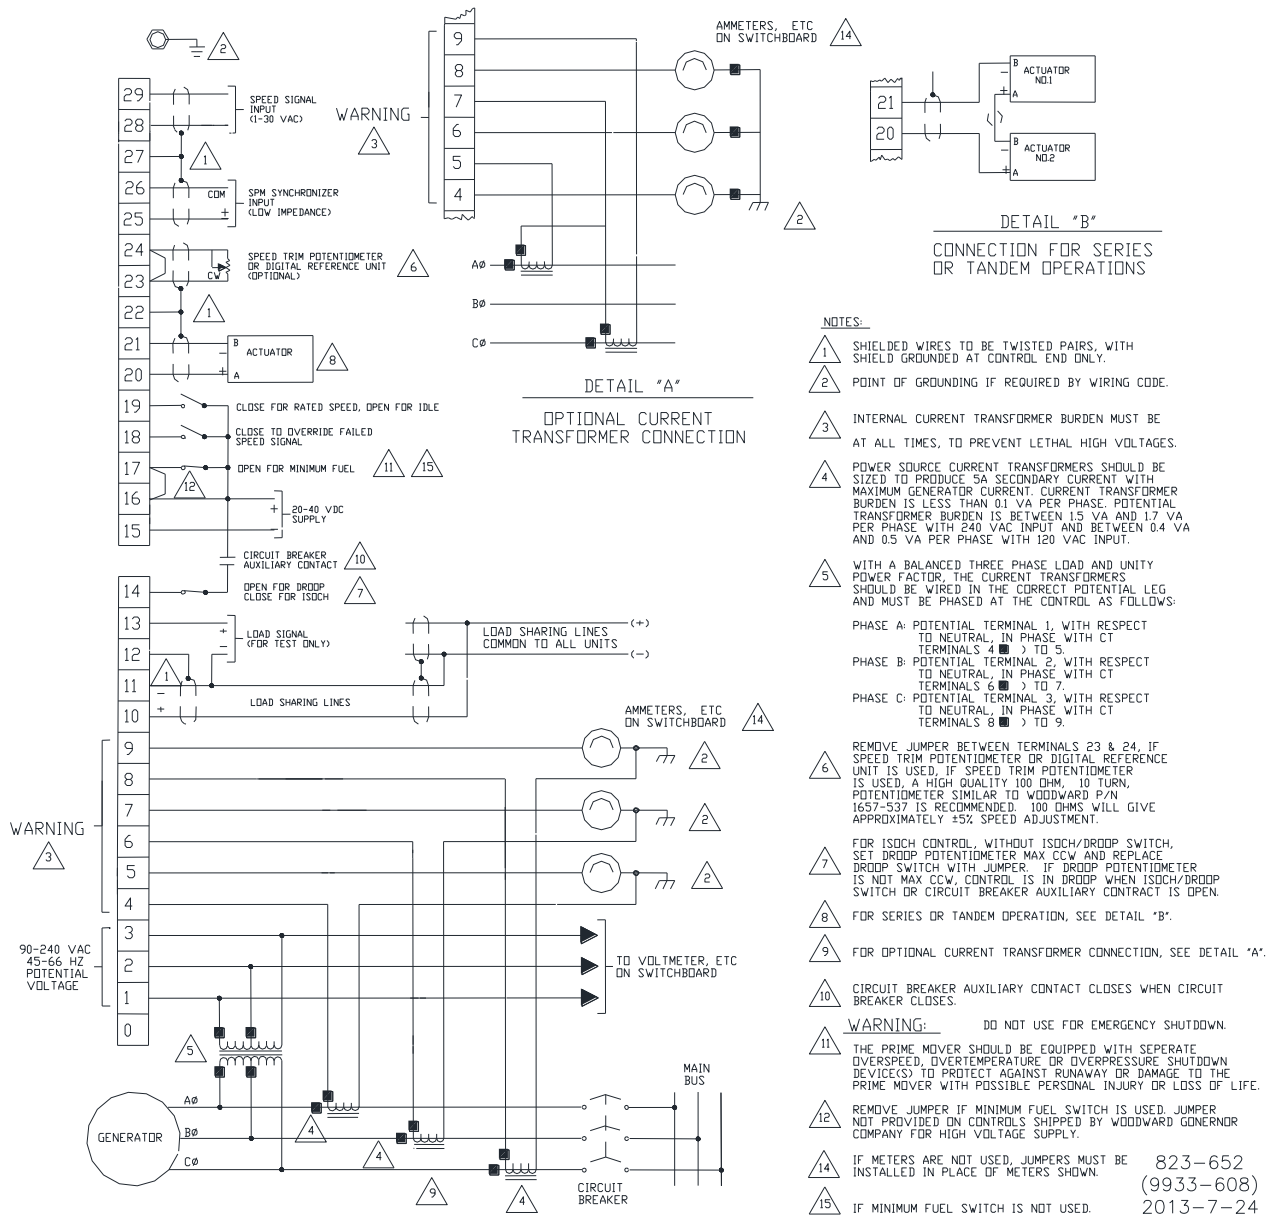 2
29
28
27
26
25
24
23
22
21
20
19
18
17
16
15
SPEED SIGNAL
INPUT
(1-30 VAC)
1
COM
+
SPM SYNCHRONIZER
INPUT
(LOW IMPEDANCE)
CW
SPEED TRIM POTENTIOMETER
OR DIGITAL REFERENCE UNIT
(OPTIONAL)
6
1
B
-
+
A
ACTUATOR
8
CLOSE FOR RATED SPEED, OPEN FOR IDLE
CLOSE TO OVERRIDE FAILED
SPEED SIGNAL
OPEN FOR MINIMUM FUEL
11
15
12
+
-
20-40 VDC
SUPPLY
CIRCUIT BREAKER
AUXILIARY CONTACT
10
OPEN FOR DROOP
CLOSE FOR ISOCH
7
14
13
12
11
10
9
8
7
6
5
4
3
2
1
0
+
-
LOAD SIGNAL
(FOR TEST ONLY)
1
-
+
LOAD SHARING LINES
LOAD SHARING LINES
COMMON TO ALL UNITS
(+)
(-)
AMMETERS, ETC
ON SWITCHBOARD
14
2
2
2
WARNING
3
90-240 VAC
45-66 HZ
POTENTIAL
VOLTAGE
TO VOLTMETER, ETC
ON SWITCHBOARD
5
GENERATOR
AØ
BØ
CØ
4
4
9
4
CIRCUIT
BREAKER
MAIN
BUS
WARNING
3
9
8
7
6
5
4
AMMETERS, ETC
ON SWITCHBOARD
14
2
AØ
BØ
CØ
DETAIL "A"
OPTIONAL CURRENT
TRANSFORMER CONNECTION
21
20
B
-
+
A
ACTUATOR
NO.1
B
-
+
A
ACTUATOR
NO.2
DETAIL "B"
CONNECTION FOR SERIES
OR TANDEM OPERATIONS
NOTES:
1 SHIELDED WIRES TO BE TWISTED PAIRS, WITH
SHIELD GROUNDED AT CONTROL END ONLY.
2 POINT OF GROUNDING IF REQUIRED BY WIRING CODE.
3 INTERNAL CURRENT TRANSFORMER BURDEN MUST BE
AT ALL TIMES, TO PREVENT LETHAL HIGH VOLTAGES.
4 POWER SOURCE CURRENT TRANSFORMERS SHOULD BE
SIZED TO PRODUCE 5A SECONDARY CURRENT WITH
MAXIMUM GENERATOR CURRENT. CURRENT TRANSFORMER
BURDEN IS LESS THAN 0.1 VA PER PHASE. POTENTIAL
TRANSFORMER BURDEN IS BETWEEN 1.5 VA AND 1.7 VA
PER PHASE WITH 240 VAC INPUT AND BETWEEN 0.4 VA
AND 0.5 VA PER PHASE WITH 120 VAC INPUT.
5 WITH A BALANCED THREE PHASE LOAD AND UNITY
POWER FACTOR, THE CURRENT TRANSFORMERS
SHOULD BE WIRED IN THE CORRECT POTENTIAL LEG
AND MUST BE PHASED AT THE CONTROL AS FOLLOWS:
PHASE A: POTENTIAL TERMINAL 1, WITH RESPECT
TO NEUTRAL, IN PHASE WITH CT
TERMINALS 4 ■ ) TO 5.
PHASE B: POTENTIAL TERMINAL 2, WITH RESPECT
TO NEUTRAL, IN PHASE WITH CT
TERMINALS 6 ■ ) TO 7.
PHASE C: POTENTIAL TERMINAL 3, WITH RESPECT
TO NEUTRAL, IN PHASE WITH CT
TERMINALS 8 ■ ) TO 9.
6 REMOVE JUMPER BETWEEN TERMINALS 23 & 24, IF
SPEED TRIM POTENTIOMETER OR DIGITAL REFERENCE
UNIT IS USED, IF SPEED TRIM POTENTIOMETER
IS USED, A HIGH QUALITY 100 OHM, 10 TURN,
POTENTIOMETER SIMILAR TO WOODWARD P/N
1657-537 IS RECOMMENDED. 100 OHMS WILL GIVE
APPROXIMATELY ±5% SPEED ADJUSTMENT.
7 FOR ISOCH CONTROL, WITHOUT ISOCH/DROOP SWITCH,
SET DROOP POTENTIOMETER MAX CCW AND REPLACE
DROOP SWITCH WITH JUMPER. IF DROOP POTENTIOMETER
IS NOT MAX CCW, CONTROL IS IN DROOP WHEN ISOCH/DROOP
SWITCH OR CIRCUIT BREAKER AUXILIARY CONTRACT IS OPEN.
8 FOR SERIES OR TANDEM OPERATION, SEE DETAIL "B".
9 FOR OPTIONAL CURRENT TRANSFORMER CONNECTION, SEE DETAIL "A".
10 CIRCUIT BREAKER AUXILIARY CONTACT CLOSES WHEN CIRCUIT
BREAKER CLOSES.
11 WARNING: DO NOT USE FOR EMERGENCY SHUTDOWN.
THE PRIME MOVER SHOULD BE EQUIPPED WITH SEPERATE
OVERSPEED, OVERTEMPERATURE OR OVERPRESSURE SHUTDOWN
DEVICE(S) TO PROTECT AGAINST RUNAWAY OR DAMAGE TO THE
PRIME MOVER WITH POSSIBLE PERSONAL INJURY OR LOSS OF LIFE.
12 REMOVE JUMPER IF MINIMUM FUEL SWITCH IS USED. JUMPER
NOT PROVIDED ON CONTROLS SHIPPED BY WOODWARD GONERNOR
COMPANY FOR HIGH VOLTAGE SUPPLY.
14 IF METERS ARE NOT USED, JUMPERS MUST BE
INSTALLED IN PLACE OF METERS SHOWN.
15 IF MINIMUM FUEL SWITCH IS NOT USED.
823-652
(9933-608)
2013-7-24